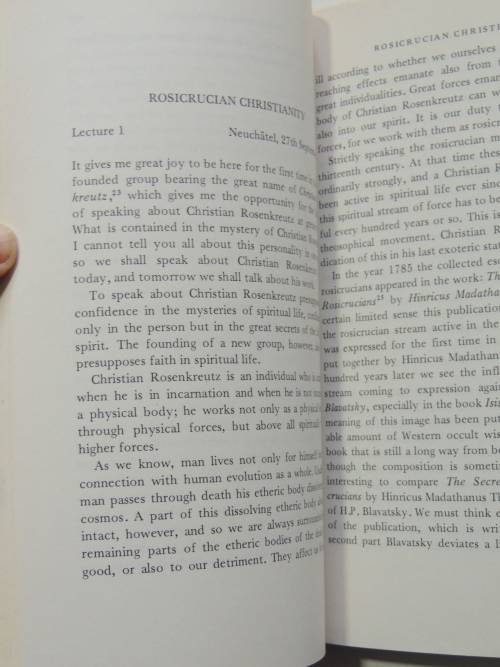 ROSICRUCIAN CHRISTIANITY
Lecture 1
Neuchâtel, 27th
It gives me great joy to be here for the first time
founded group bearing the great name of
kreutz,²³ which gives me the opportunity for the
of speaking about Christian Rosenkreutz at
What is contained in the mystery of Christian
I cannot tell you all about this personality in
so we shall speak about Christian Rosenkreutz
today, and tomorrow we shall talk about his work.
To speak about Christian Rosenkreutz
confidence in the mysteries of spiritual life,
only in the person but in the great secrets of the
spirit. The founding of a new group, however,
presupposes faith in spiritual life.
Christian Rosenkreutz is an individual who is
when he is in incarnation and when he is not
a physical body; he works not only as a physical
through physical forces, but above all spiritually
higher forces.
As we know, man lives not only for himself
connection with human evolution as a whole.
man passes through death his etheric body
cosmos. A part of this dissolving etheric body
intact, however, and so we are always surrounded
remaining parts of the etheric bodies of the dead,
good, or also to our detriment. They affect us
ROSICRUCIAN
ill according to whether we ourselves
reaching effects emanate also from
great individualities. Great forces
body of Christian Rosenkreutz can
also into our spirit. It is our duty
forces, for we work with them as
Strictly speaking the rosicrucian
thirteenth century. At that time
ordinarily strongly, and a Christian
been active in spiritual life ever
this spiritual stream of force has to be
ful every hundred years or so. This is
theosophical movement. Christian
dication of this in his last exoteric
In the year 1785 the collected
rosicrucians appeared in the work:
Rosicrucians²⁵ by Hinricus
certain limited sense this publication
the rosicrucian stream active in the
was expressed for the first time in
put together by Hinricus
hundred years later we see the
stream coming to expression
Blavatsky, especially in the book
meaning of this image has been put
able amount of Western occult
book that is still a long way from
though the composition is
interesting to compare The
crucians by Hinricus Madathanus
of H.P. Blavatsky. We must think
of the publication, which is
second part Blavatsky deviates a